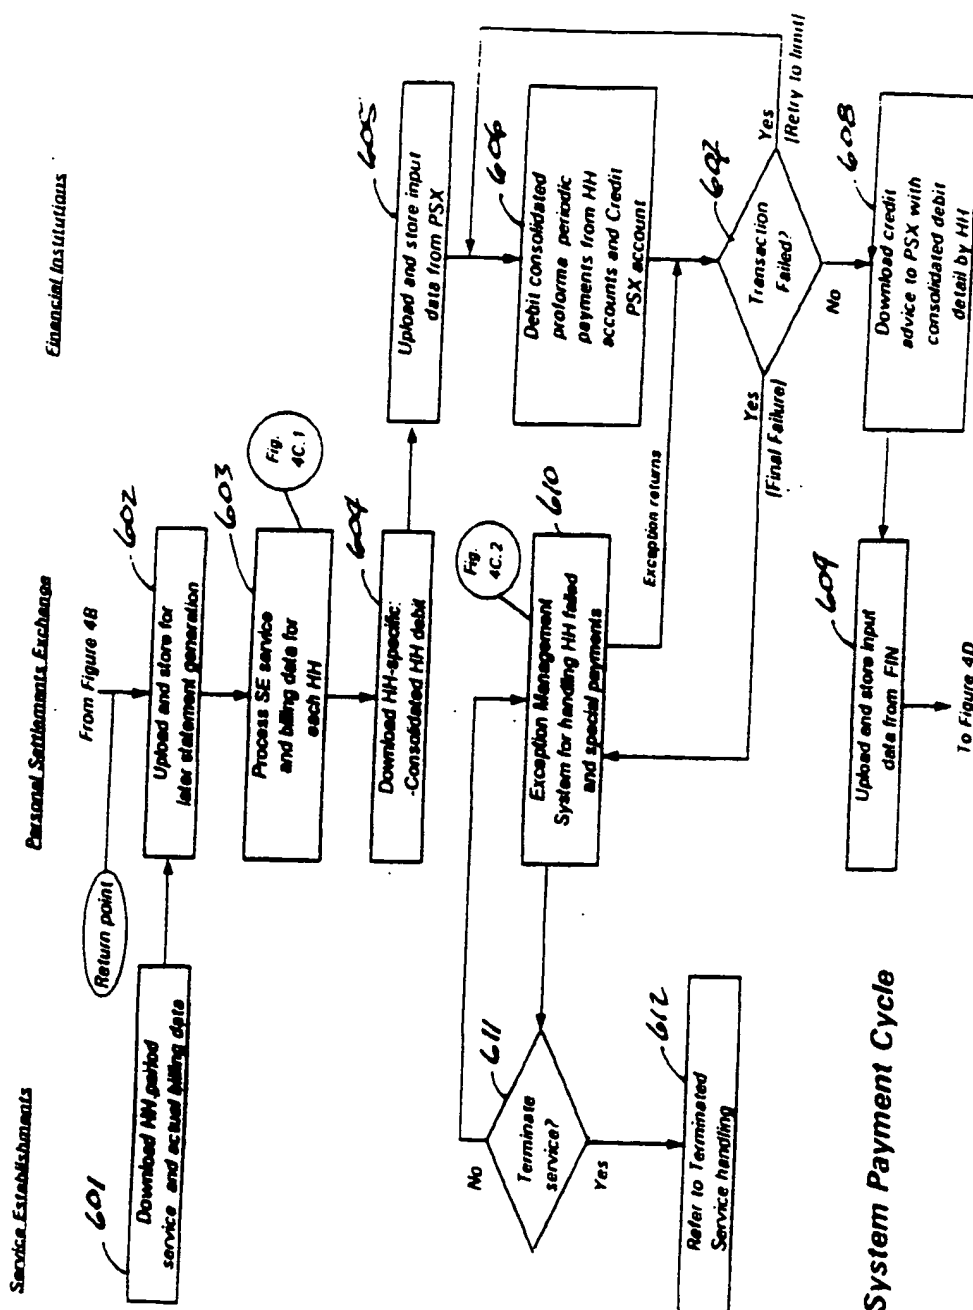 Service Establishments
Personal Settlements Exchange
Financial Institutions
601
Download HH period
service and actual billing data
Return point
From Figure 4B
602
Upload and store for
later statement generation
603
Process SE service
and billing data for
each HH
Fig.
4C.1
604
Download HH-specific:
-Consolidated HH debit
605
Upload and store input
data from PSX
606
Debit consolidated
proforma periodic
payments from HH
accounts and Credit
PSX account
607
Transaction
Failed?
Yes
(Retry to limit)
Yes
(Final Failure)
No
608
Download credit
advice to PSX with
consolidated debit
detail by HH
609
Upload and store input
data from FIN
To Figure 4D
Fig.
4C.2
610
Exception Management
System for handling HH failed
and special payments
Exception returns
611
Terminate
service?
No
Yes
612
Refer to Terminated
Service handling
System Payment Cycle